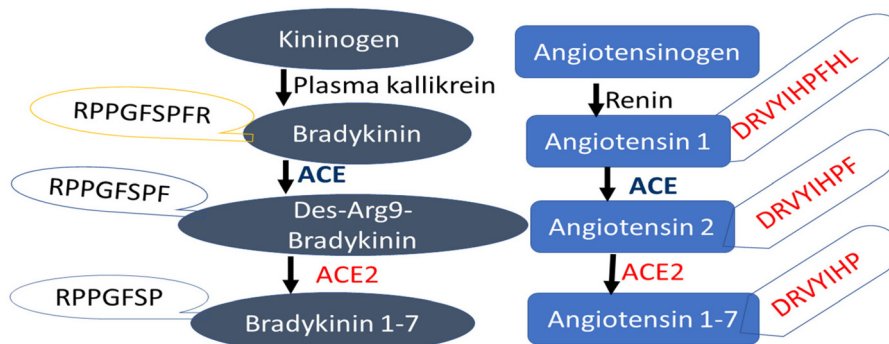 Kininogen
Plasma kallikrein
RPPGFSPFR
Bradykinin
ACE
RPPGFSPF
Des-Arg9-
Bradykinin
ACE2
RPPGFSP
Bradykinin 1-7
Angiotensinogen
Renin
DRVYIHPFHL
Angiotensin 1
ACE
DRVYIHPF
Angiotensin 2
ACE2
DRVYIHP
Angiotensin 1-7